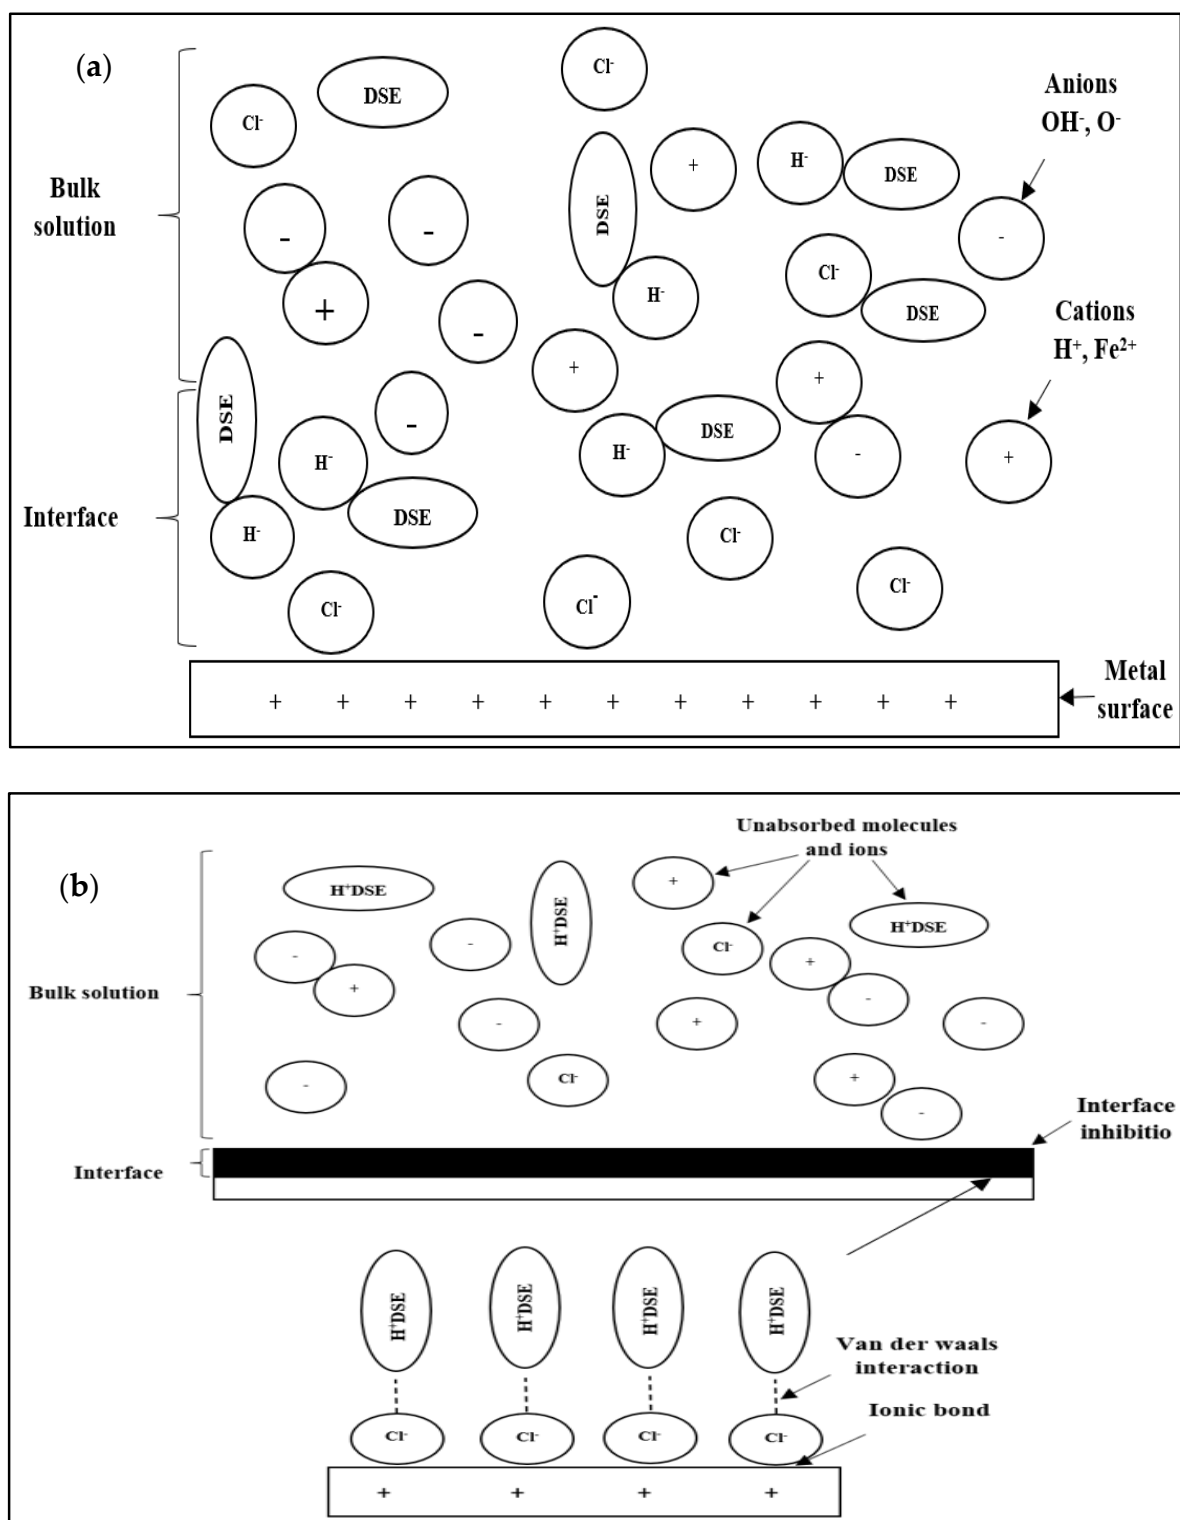 (a)
Cl-
DSE
Cl-
Anions
OH-, O-
Bulk
solution
-
-
+
DSE
+
H-
DSE
-
H-
Cl-
DSE
-
+
Cations
H+, Fe2+
DSE
H-
-
H-
DSE
+
-
+
Interface
H-
DSE
Cl-
Cl-
Cl-
Cl-
+ + + + + + + + + + +
Metal
surface
(b)
Unabsorbed molecules
and ions
H+DSE
H+DSE
+
H+DSE
-
+
-
Cl-
+
-
Bulk solution
-
+
-
-
Cl-
+
-
Interface
inhibitio
Interface
H+DSE
H+DSE
H+DSE
H+DSE
Van der waals
interaction
Ionic bond
Cl-
Cl-
Cl-
Cl-
+ + + +